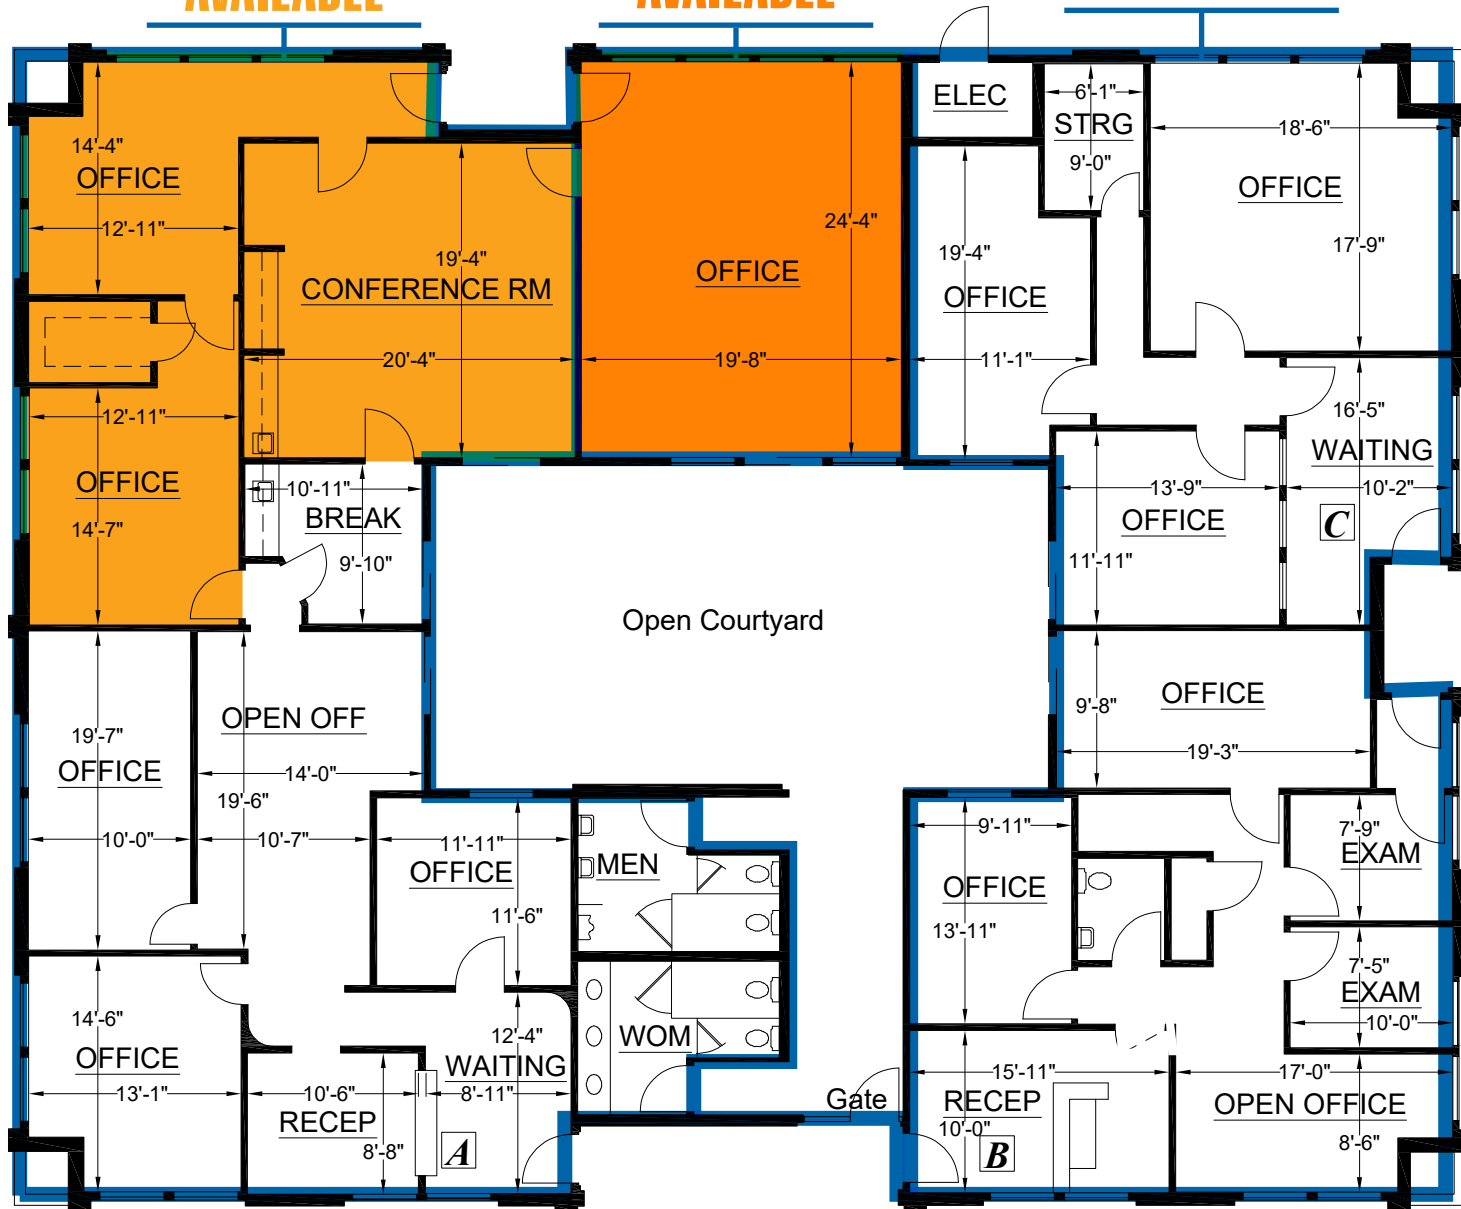 AVAILABLE
AVAILABLE
ELEC
6'-1"
STRG
9'-0"
18'-6"
OFFICE
17'-9"
14'-4"
OFFICE
12'-11"
19'-4"
CONFERENCE RM
20'-4"
24'-4"
OFFICE
19'-8"
19'-4"
OFFICE
11'-1"
16'-5"
WAITING
10'-2"
C
12'-11"
OFFICE
14'-7"
10'-11"
BREAK
9'-10"
13'-9"
OFFICE
11'-11"
Open Courtyard
9'-8"
OFFICE
19'-3"
19'-7"
OFFICE
10'-0"
OPEN OFF
14'-0"
19'-6"
10'-7"
11'-11"
OFFICE
11'-6"
MEN
9'-11"
OFFICE
13'-11"
7'-9"
EXAM
7'-5"
EXAM
10'-0"
14'-6"
OFFICE
13'-1"
12'-4"
WAITING
8'-11"
WOM
10'-6"
RECEP
8'-8"
A
Gate
15'-11"
RECEP
10'-0"
B
17'-0"
OPEN OFFICE
8'-6"